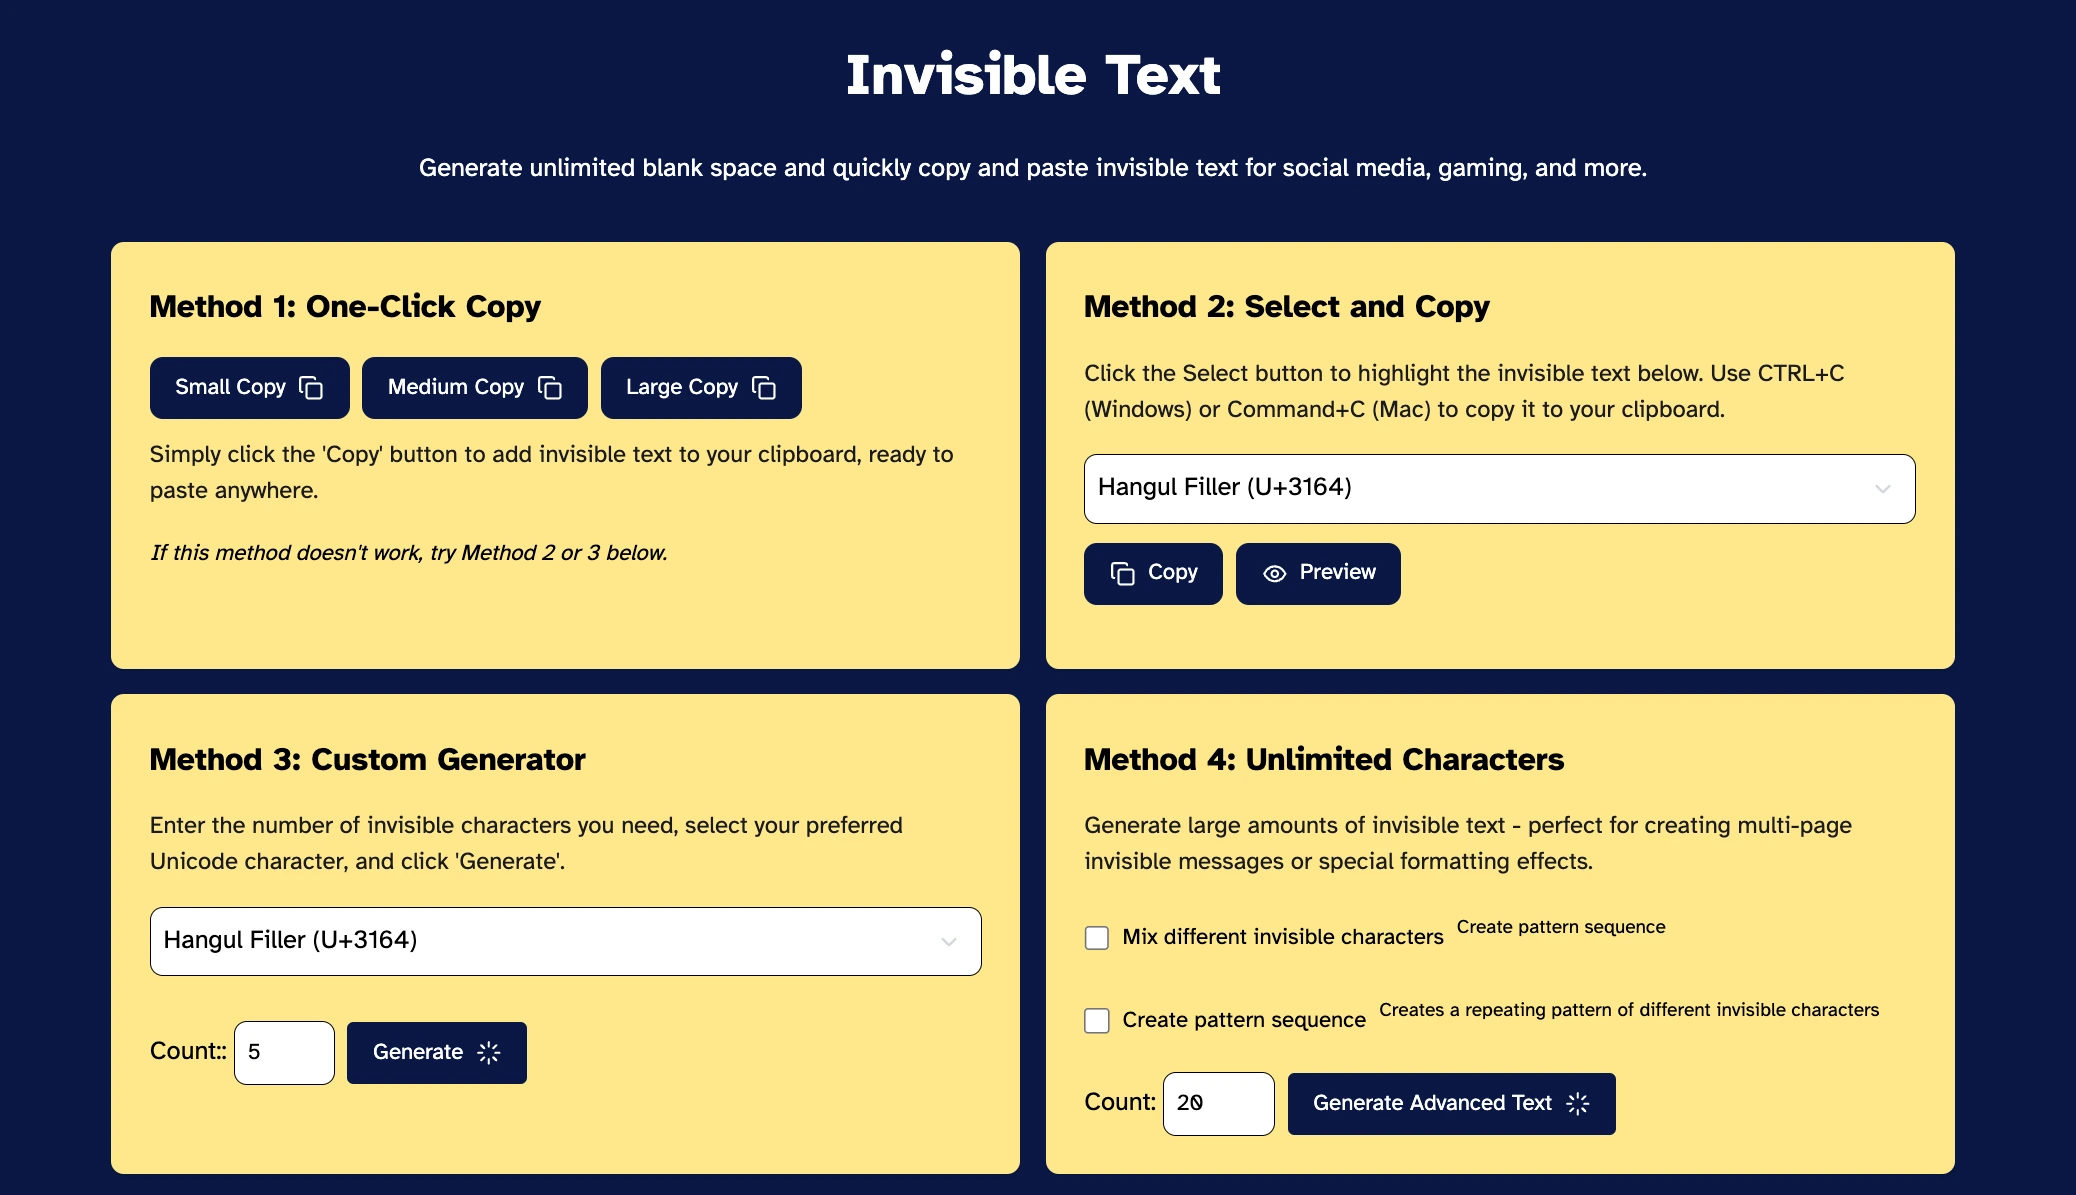 Invisible Text
Generate unlimited blank space and quickly copy and paste invisible text for social media, gaming, and more.
Method 1: One-Click Copy
Small Copy
Medium Copy
Large Copy
Simply click the 'Copy' button to add invisible text to your clipboard, ready to
paste anywhere.
If this method doesn't work, try Method 2 or 3 below.
Method 2: Select and Copy
Click the Select button to highlight the invisible text below. Use CTRL+C
(Windows) or Command+C (Mac) to copy it to your clipboard.
Hangul Filler (U+3164)
Copy
Preview
Method 3: Custom Generator
Enter the number of invisible characters you need, select your preferred
Unicode character, and click 'Generate'.
Hangul Filler (U+3164)
Count:: 5
Generate
Method 4: Unlimited Characters
Generate large amounts of invisible text - perfect for creating multi-page
invisible messages or special formatting effects.
Mix different invisible characters Create pattern sequence
Create pattern sequence Creates a repeating pattern of different invisible characters
Count: 20
Generate Advanced Text